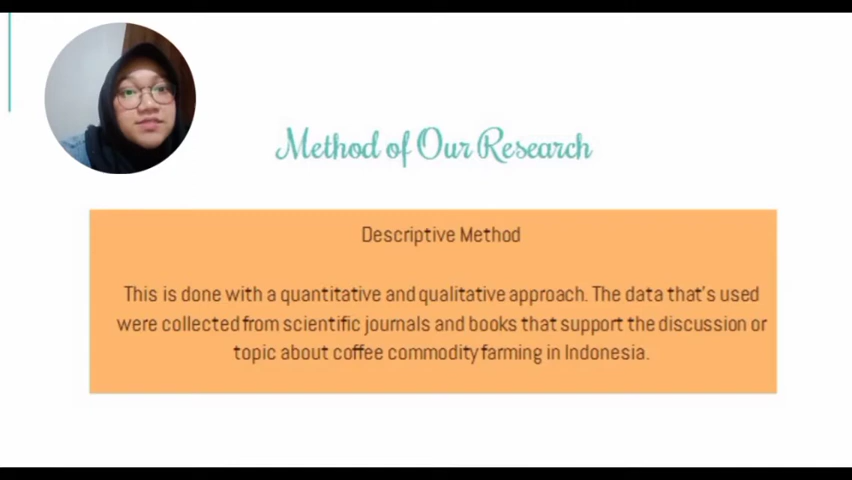 Method of Our Research
Descriptive Method
This is done with a quantitative and qualitative approach. The data that's used
were collected from scientific journals and books that support the discussion or
topic about coffee commodity farming in Indonesia.